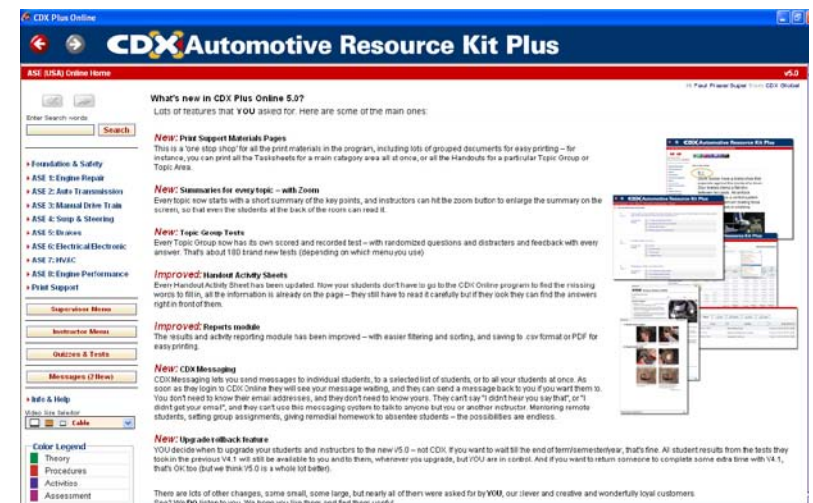 CDX Plus Online
CDX Automotive Resource Kit Plus
ASE (USA) Online Home
v5.0
Hi Paul Fraser Super from CDX Global
Enter Search words:
Search
Foundation & Safety
ASE 1: Engine Repair
ASE 2: Auto Transmission
ASE 3: Manual Drive Train
ASE 4: Susp & Steering
ASE 5: Brakes
ASE 6: Electrical Electronic
ASE 7: HVAC
ASE 8: Engine Performance
Print Support
Supervisor Menu
Instructor Menu
Quizzes & Tests
Messages (2 New)
Info & Help
Video Size Selector
Cable
Color Legend
Theory
Procedures
Activities
Assessment
What's new in CDX Plus Online 5.0?
Lots of features that YOU asked for. Here are some of the main ones:
New: Print Support Materials Pages
This is a 'one stop shop' for all the print materials in the program, including lots of grouped documents for easy printing – for
instance, you can print all the Tasksheets for a main category area all at once, or all the Handouts for a particular Topic Group or
Topic Area.
New: Summaries for every topic – with Zoom
Every topic now starts with a short summary of the key points, and instructors can hit the zoom button to enlarge the summary on the
screen, so that even the students at the back of the room can read it.
New: Topic Group Tests
Every Topic Group now has its own scored and recorded test – with randomized questions and distracters and feedback with every
answer. That's about 180 brand new tests (depending on which menu you use)
Improved: Handout Activity Sheets
Every Handout Activity Sheet has been updated. Now your students don't have to go to the CDX Online program to find the missing
words to fill in, all the information is already on the page – they still have to read it carefully but if they look they can find the answers
right in front of them.
Improved: Reports module
The results and activity reporting module has been improved – with easier filtering and sorting, and saving to .csv format or PDF for
easy printing.
New: CDX Messaging
CDX Messaging lets you send messages to individual students, to a selected list of students, or to all your students at once. As
soon as they login to CDX Online they will see your message waiting, and they can send a message back to you if you want them to.
You don't need to know their email addresses, and they don't need to know yours. They can't say "I didn't hear you say that", or "I
didn't get your email", and they can't use this messaging system to talk to anyone but you or another instructor. Mentoring remote
students, setting group assignments, giving remedial homework to absentee students – the possibilities are endless.
New: Upgrade rollback feature
YOU decide when to upgrade your students and instructors to the new V5.0 – not CDX. If you want to wait till the end of term/semester/year, that's fine. All student results from the tests they
took in the previous V4.1 will still be available to you and to them, whenever you upgrade, but YOU are in control. And if you want to return someone to complete some extra time with V4.1,
that's OK too (but we think V5.0 is a whole lot better).
There are lots of other changes, some small, some large, but nearly all of them were asked for by YOU, our clever and creative and wonderfully loyal customers.